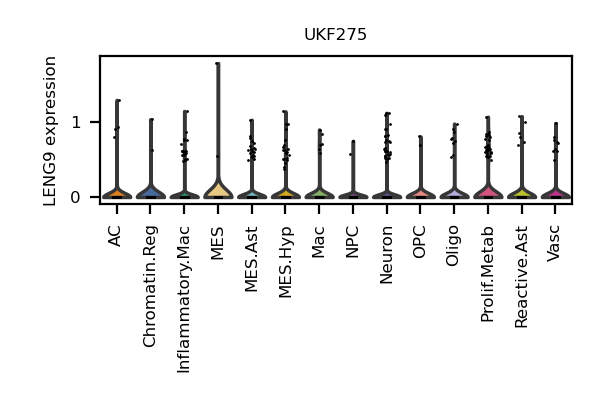 UKF275
LENG9 expression
1
0
AC
Chromatin.Reg
Inflammatory.Mac
MES
MES.Ast
MES.Hyp
Mac
NPC
Neuron
OPC
Oligo
Prolif.Metab
Reactive.Ast
Vasc